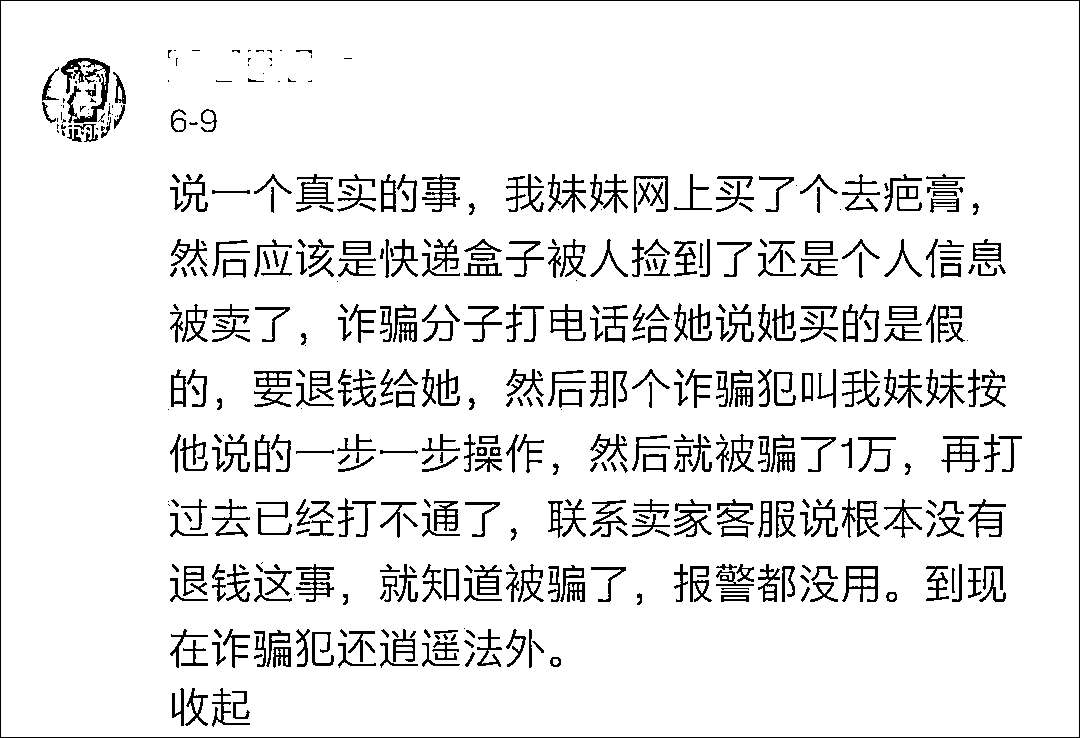 6-9
说一个真实的事，我妹妹网上买了个去疤膏，
然后应该是快递盒子被人捡到了还是个人信息
被卖了，诈骗分子打电话给她说她买的是假
的，要退钱给她，然后那个诈骗犯叫我妹妹按
他说的一步一步操作，然后就被骗了1万，再打
过去已经打不通了，联系卖家客服说根本没有
退钱这事，就知道被骗了，报警都没用。到现
在诈骗犯还逍遥法外。
收起